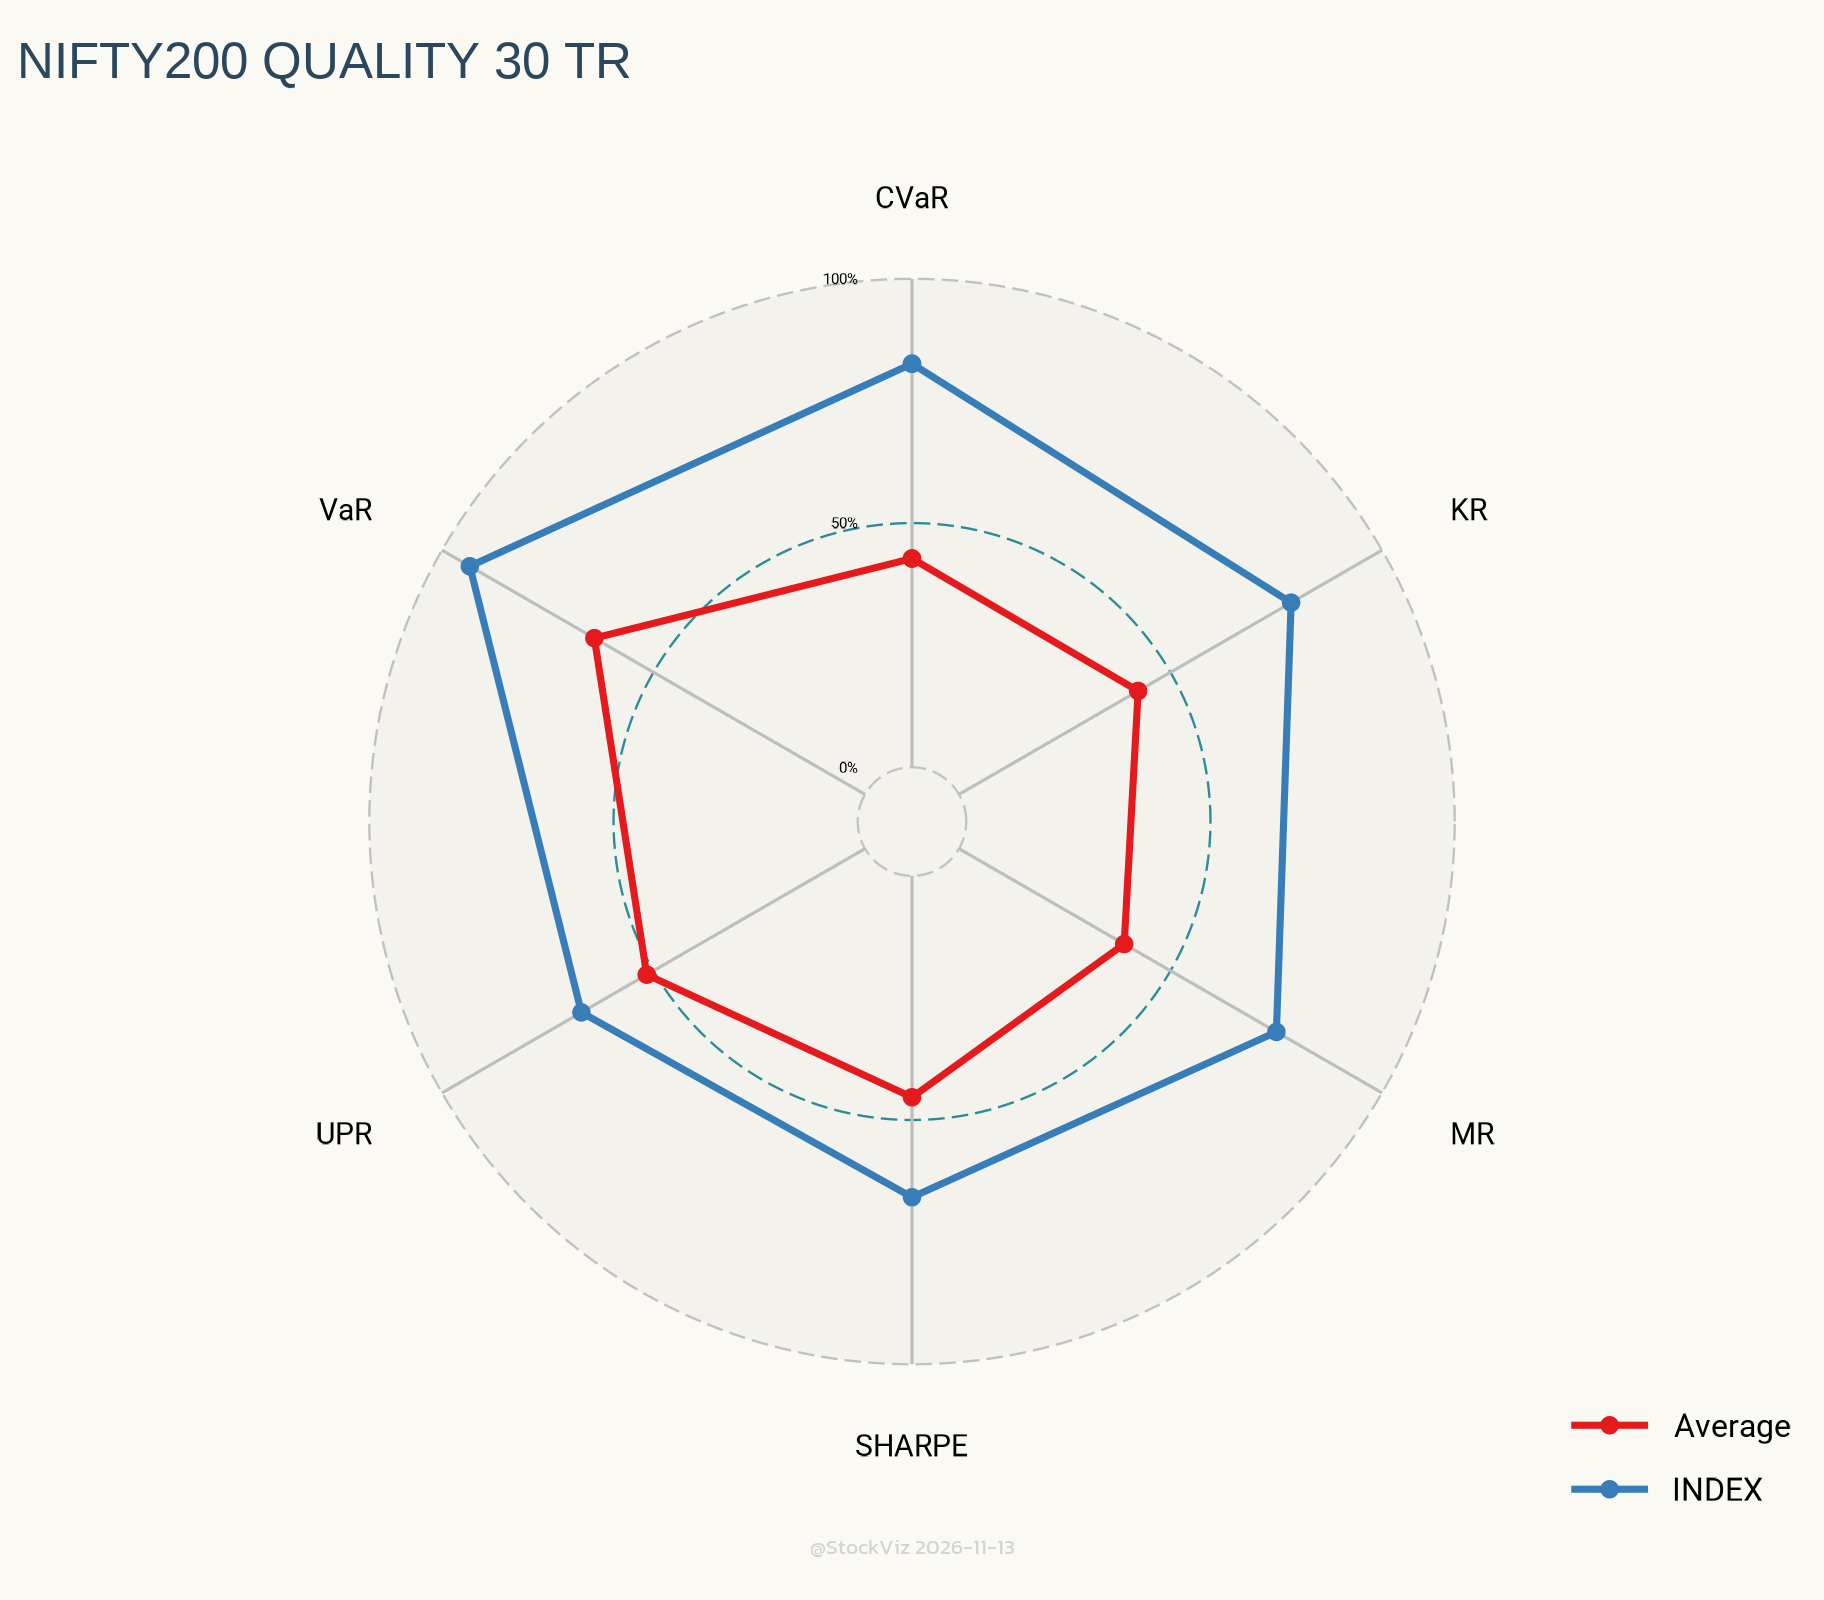 NIFTY200 QUALITY 30 TR
CVaR
100%
VaR
KR
50%
0%
UPR
MR
SHARPE
Average
INDEX
@StockViz 2026-11-13